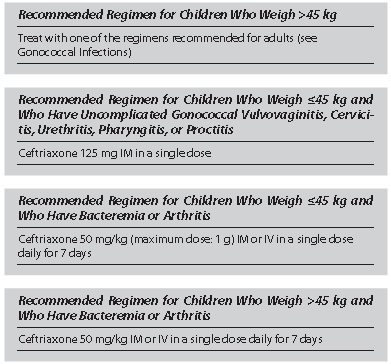 Recommended Regimen for Children Who Weigh >45 kg
Treat with one of the regimens recommended for adults (see
Gonococcal Infections)
Recommended Regimen for Children Who Weigh ≤45 kg and
Who Have Uncomplicated Gonococcal Vulvovaginitis, Cervici-
tis, Urethritis, Pharyngitis, or Proctitis
Ceftriaxone 125 mg IM in a single dose
Recommended Regimen for Children Who Weigh ≤45 kg and
Who Have Bacteremia or Arthritis
Ceftriaxone 50 mg/kg (maximum dose: 1 g) IM or IV in a single dose
daily for 7 days
Recommended Regimen for Children Who Weigh >45 kg and
Who Have Bacteremia or Arthritis
Ceftriaxone 50 mg/kg IM or IV in a single dose daily for 7 days